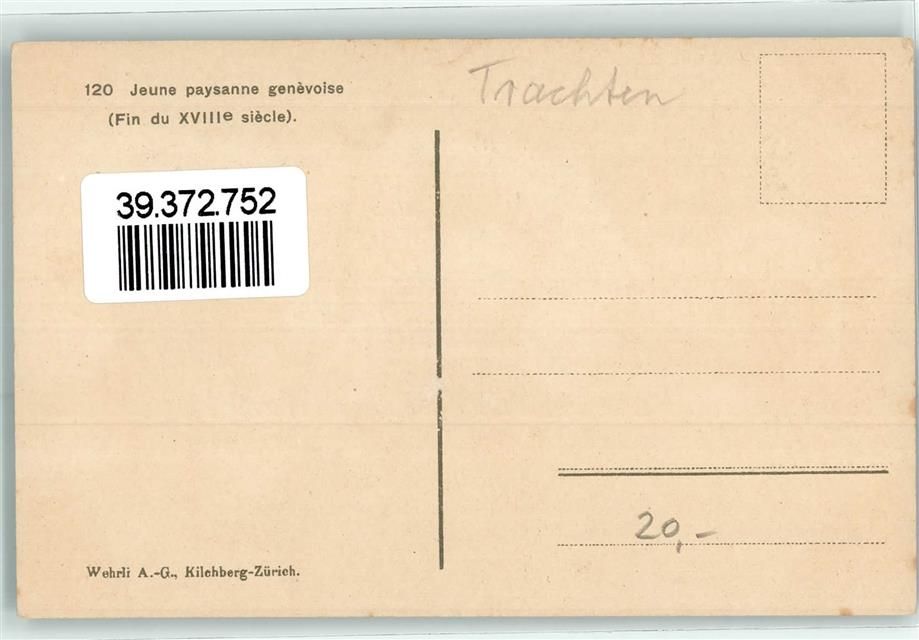 120 Jeune paysanne genèvoise
(Fin du XVIIIe siècle).
Trachten
39.372.752
20,-
Wehrli A.-G., Kilchberg-Zürich.